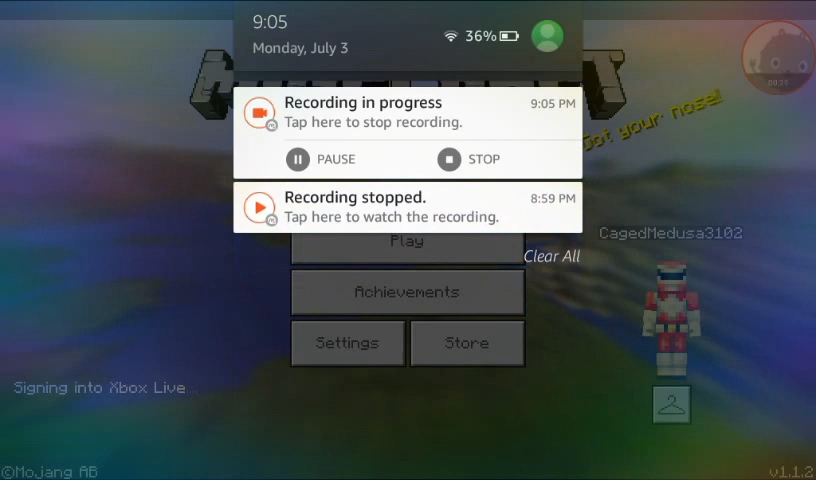 9:05
Monday, July 3
36%
Recording in progress
9:05 PM
Tap here to stop recording.
PAUSE
STOP
Recording stopped.
8:59 PM
Tap here to watch the recording.
Clear All
Got your nose!
Play
CagedMedusa3102
Achievements
Settings
Store
Signing into Xbox Live
©Mojang AB
v1.1.2